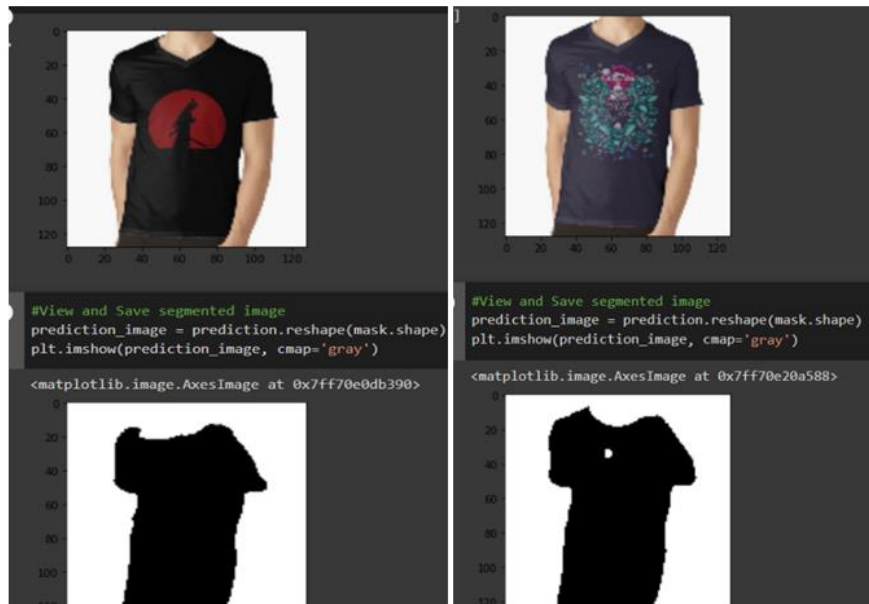 0
20
40
60
80
100
120
0 20 40 60 80 100 120
#View and Save segmented image
prediction_image = prediction.reshape(mask.shape)
plt.imshow(prediction_image, cmap='gray')
<matplotlib.image.AxesImage at 0x7ff70e0db390>
0
20
40
60
80
100
]
0
20
40
60
80
100
120
0 20 40 60 80 100 120
#View and Save segmented image
prediction_image = prediction.reshape(mask.shape)
plt.imshow(prediction_image, cmap='gray')
<matplotlib.image.AxesImage at 0x7ff70e20a588>
0
20
40
60
80
100
120